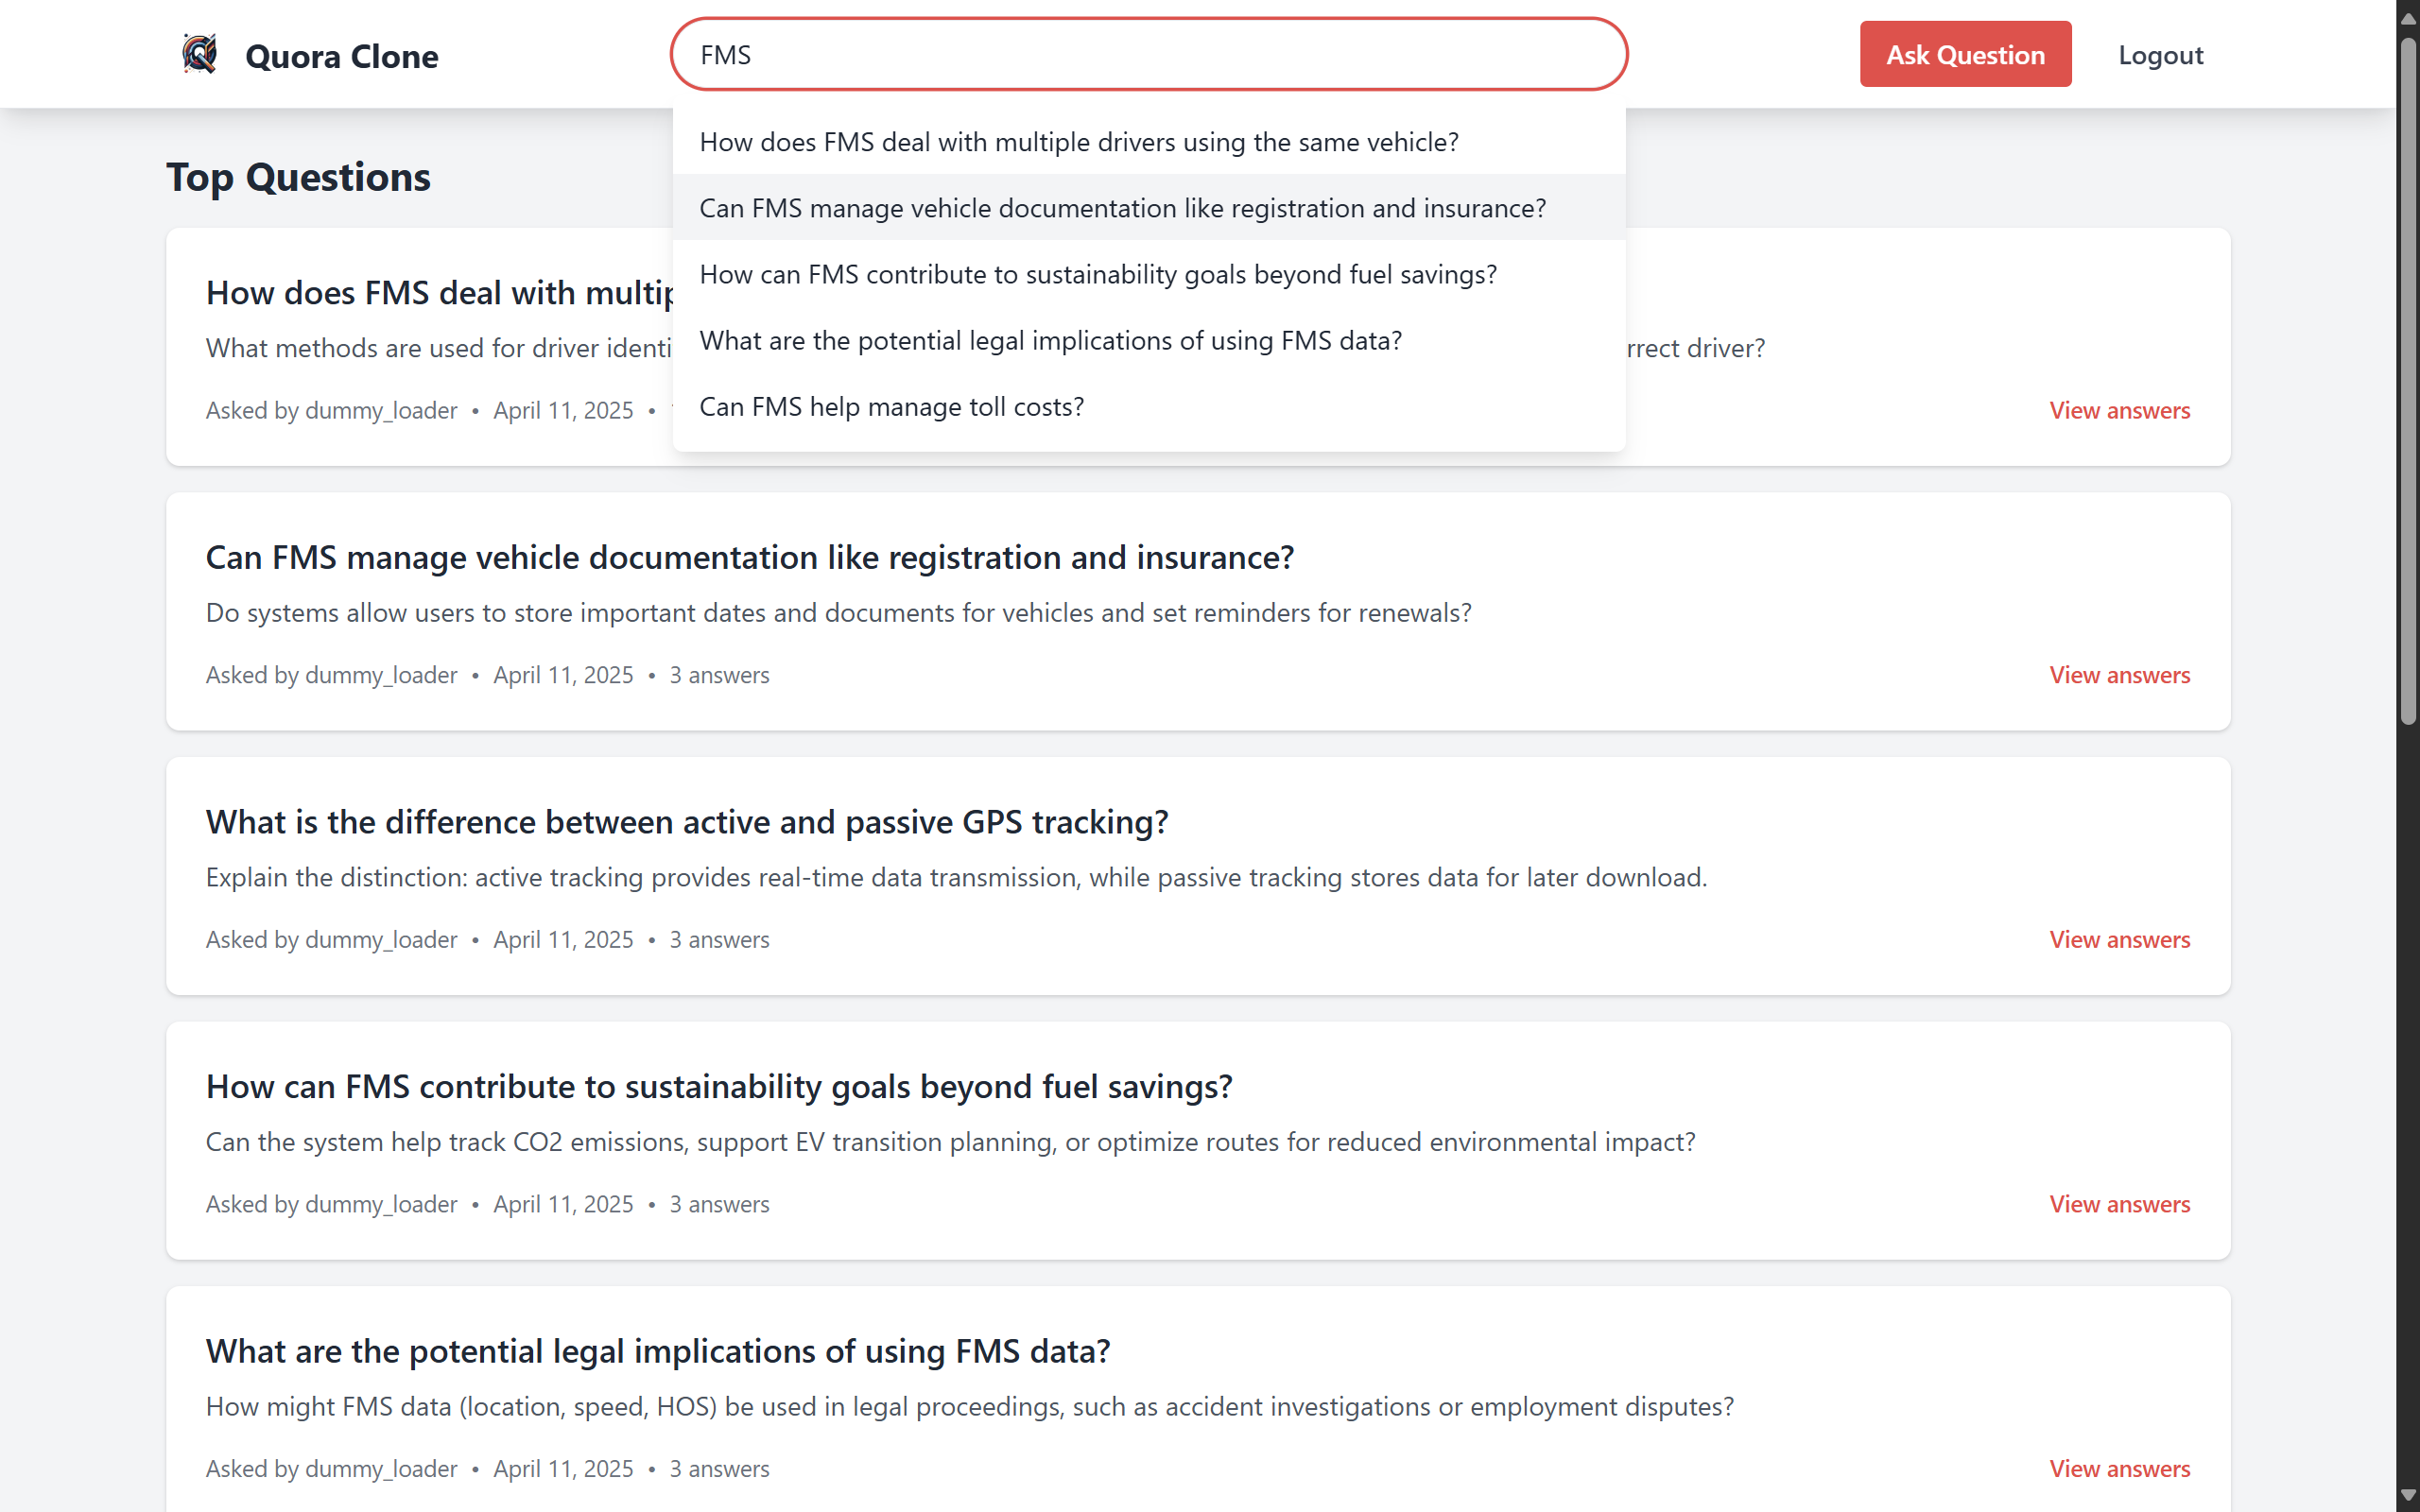 Quora Clone
FMS
Ask Question
Logout
How does FMS deal with multiple drivers using the same vehicle?
Can FMS manage vehicle documentation like registration and insurance?
How can FMS contribute to sustainability goals beyond fuel savings?
What are the potential legal implications of using FMS data?
Can FMS help manage toll costs?
Top Questions
How does FMS deal with
What methods are used for driver
driver?
Asked by dummy_loader • April 11, 2025 •
View answers
Can FMS manage vehicle documentation like registration and insurance?
Do systems allow users to store important dates and documents for vehicles and set reminders for renewals?
Asked by dummy_loader • April 11, 2025 • 3 answers
View answers
What is the difference between active and passive GPS tracking?
Explain the distinction: active tracking provides real-time data transmission, while passive tracking stores data for later download.
Asked by dummy_loader • April 11, 2025 • 3 answers
View answers
How can FMS contribute to sustainability goals beyond fuel savings?
Can the system help track CO2 emissions, support EV transition planning, or optimize routes for reduced environmental impact?
Asked by dummy_loader • April 11, 2025 • 3 answers
View answers
What are the potential legal implications of using FMS data?
How might FMS data (location, speed, HOS) be used in legal proceedings, such as accident investigations or employment disputes?
Asked by dummy_loader • April 11, 2025 • 3 answers
View answers